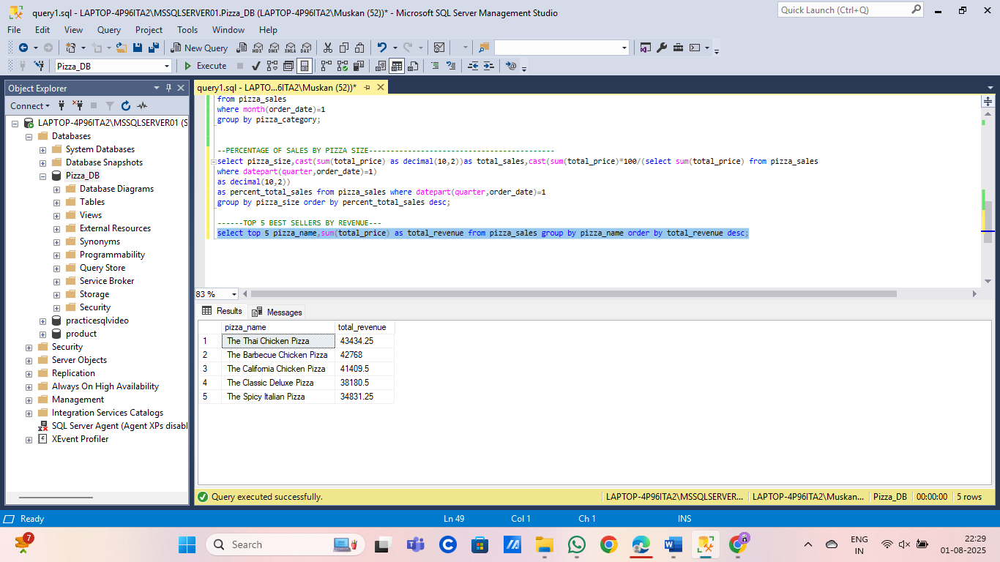 query1.sql - LAPTOP-4P96ITA2\MSSQLSERVER01.Pizza_DB (LAPTOP-4P96ITA2\Muskan (52))* - Microsoft SQL Server Management Studio
Quick Launch (Ctrl+Q)
File Edit View Query Project Tools Window Help
New Query
MDX DMX XMLA DAX
Pizza_DB
Execute
Object Explorer
query1.sql - LAPTO...6ITA2\Muskan (52))*
Connect
LAPTOP-4P96ITA2\MSSQLSERVER01 (S
Databases
System Databases
Database Snapshots
Pizza_DB
Database Diagrams
Tables
Views
External Resources
Synonyms
Programmability
Query Store
Service Broker
Storage
Security
practicesqlvideo
product
Security
Server Objects
Replication
Always On High Availability
Management
Integration Services Catalogs
SQL Server Agent (Agent XPs disabl
XEvent Profiler
from pizza_sales
where month(order_date)=1
group by pizza_category;
--PERCENTAGE OF SALES BY PIZZA SIZE-------------------------------------------
select pizza_size,cast(sum(total_price) as decimal(10,2))as total_sales,cast(sum(total_price)*100/(select sum(total_price) from pizza_sales
where datepart(quarter,order_date)=1)
as decimal(10,2))
as percent_total_sales from pizza_sales where datepart(quarter,order_date)=1
group by pizza_size order by percent_total_sales desc;
------TOP 5 BEST SELLERS BY REVENUE---
select top 5 pizza_name,sum(total_price) as total_revenue from pizza_sales group by pizza_name order by total_revenue desc;
83 %
Results Messages
pizza_name total_revenue
1 The Thai Chicken Pizza 43434.25
2 The Barbecue Chicken Pizza 42768
3 The California Chicken Pizza 41409.5
4 The Classic Deluxe Pizza 38180.5
5 The Spicy Italian Pizza 34831.25
Query executed successfully.
LAPTOP-4P96ITA2\MSSQLSERVER... LAPTOP-4P96ITA2\Muskan... Pizza_DB 00:00:00 5 rows
Ready Ln 49 Col 1 Ch 1 INS
7
Search
ENG
IN
22:29
01-08-2025